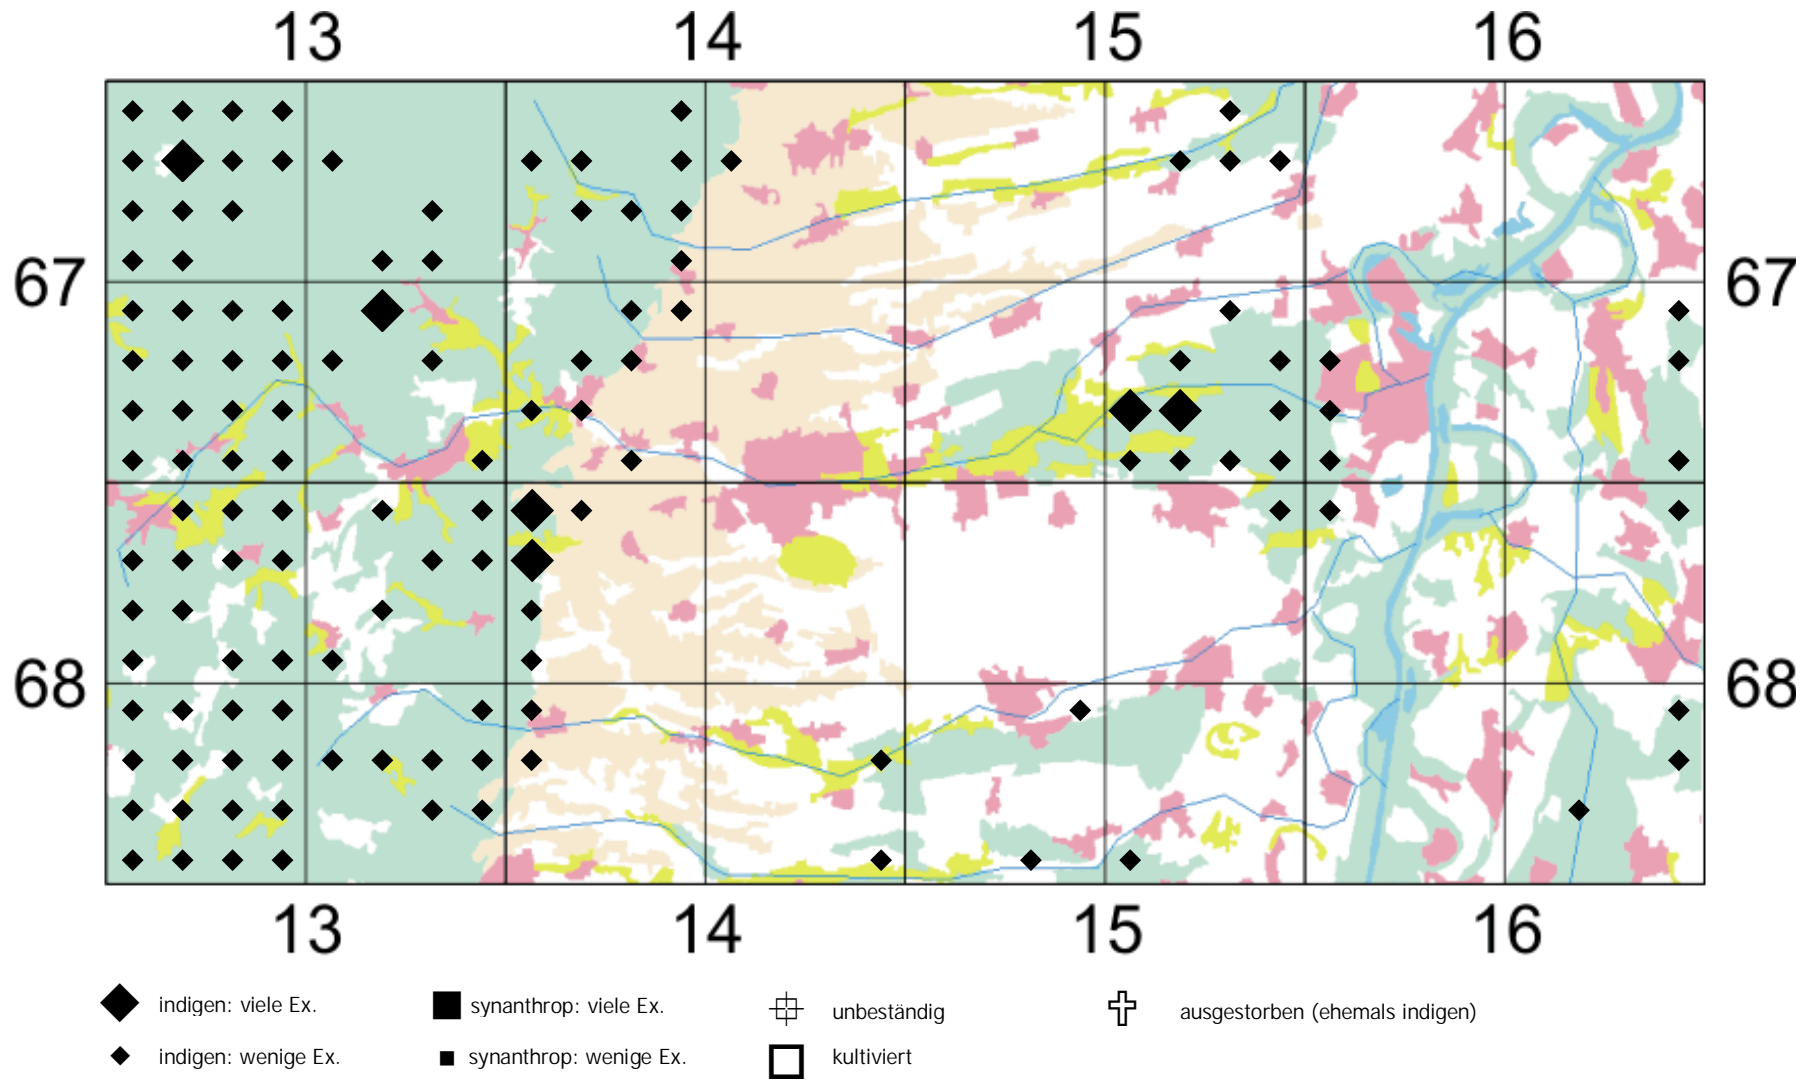 13 14 15 16
67 67
68 68
13 14 15 16
indigen: viele Ex. synanthrop: viele Ex. unbeständig ausgestorben (ehemals indigen)
indigen: wenige Ex. synanthrop: wenige Ex. kultiviert